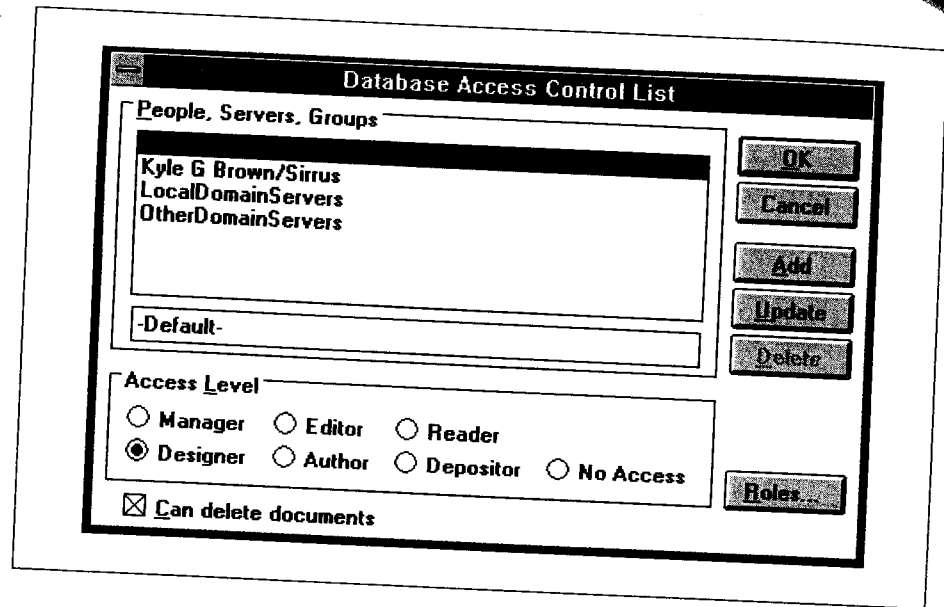 Database Access Control List
People, Servers, Groups
Kyle G Brown/Sirrus
LocalDomainServers
OtherDomainServers
-Default-
OK
Cancel
Add
Update
Delete
Access Level
Manager
Editor
Reader
Designer
Author
Depositor
No Access
Roles...
Can delete documents